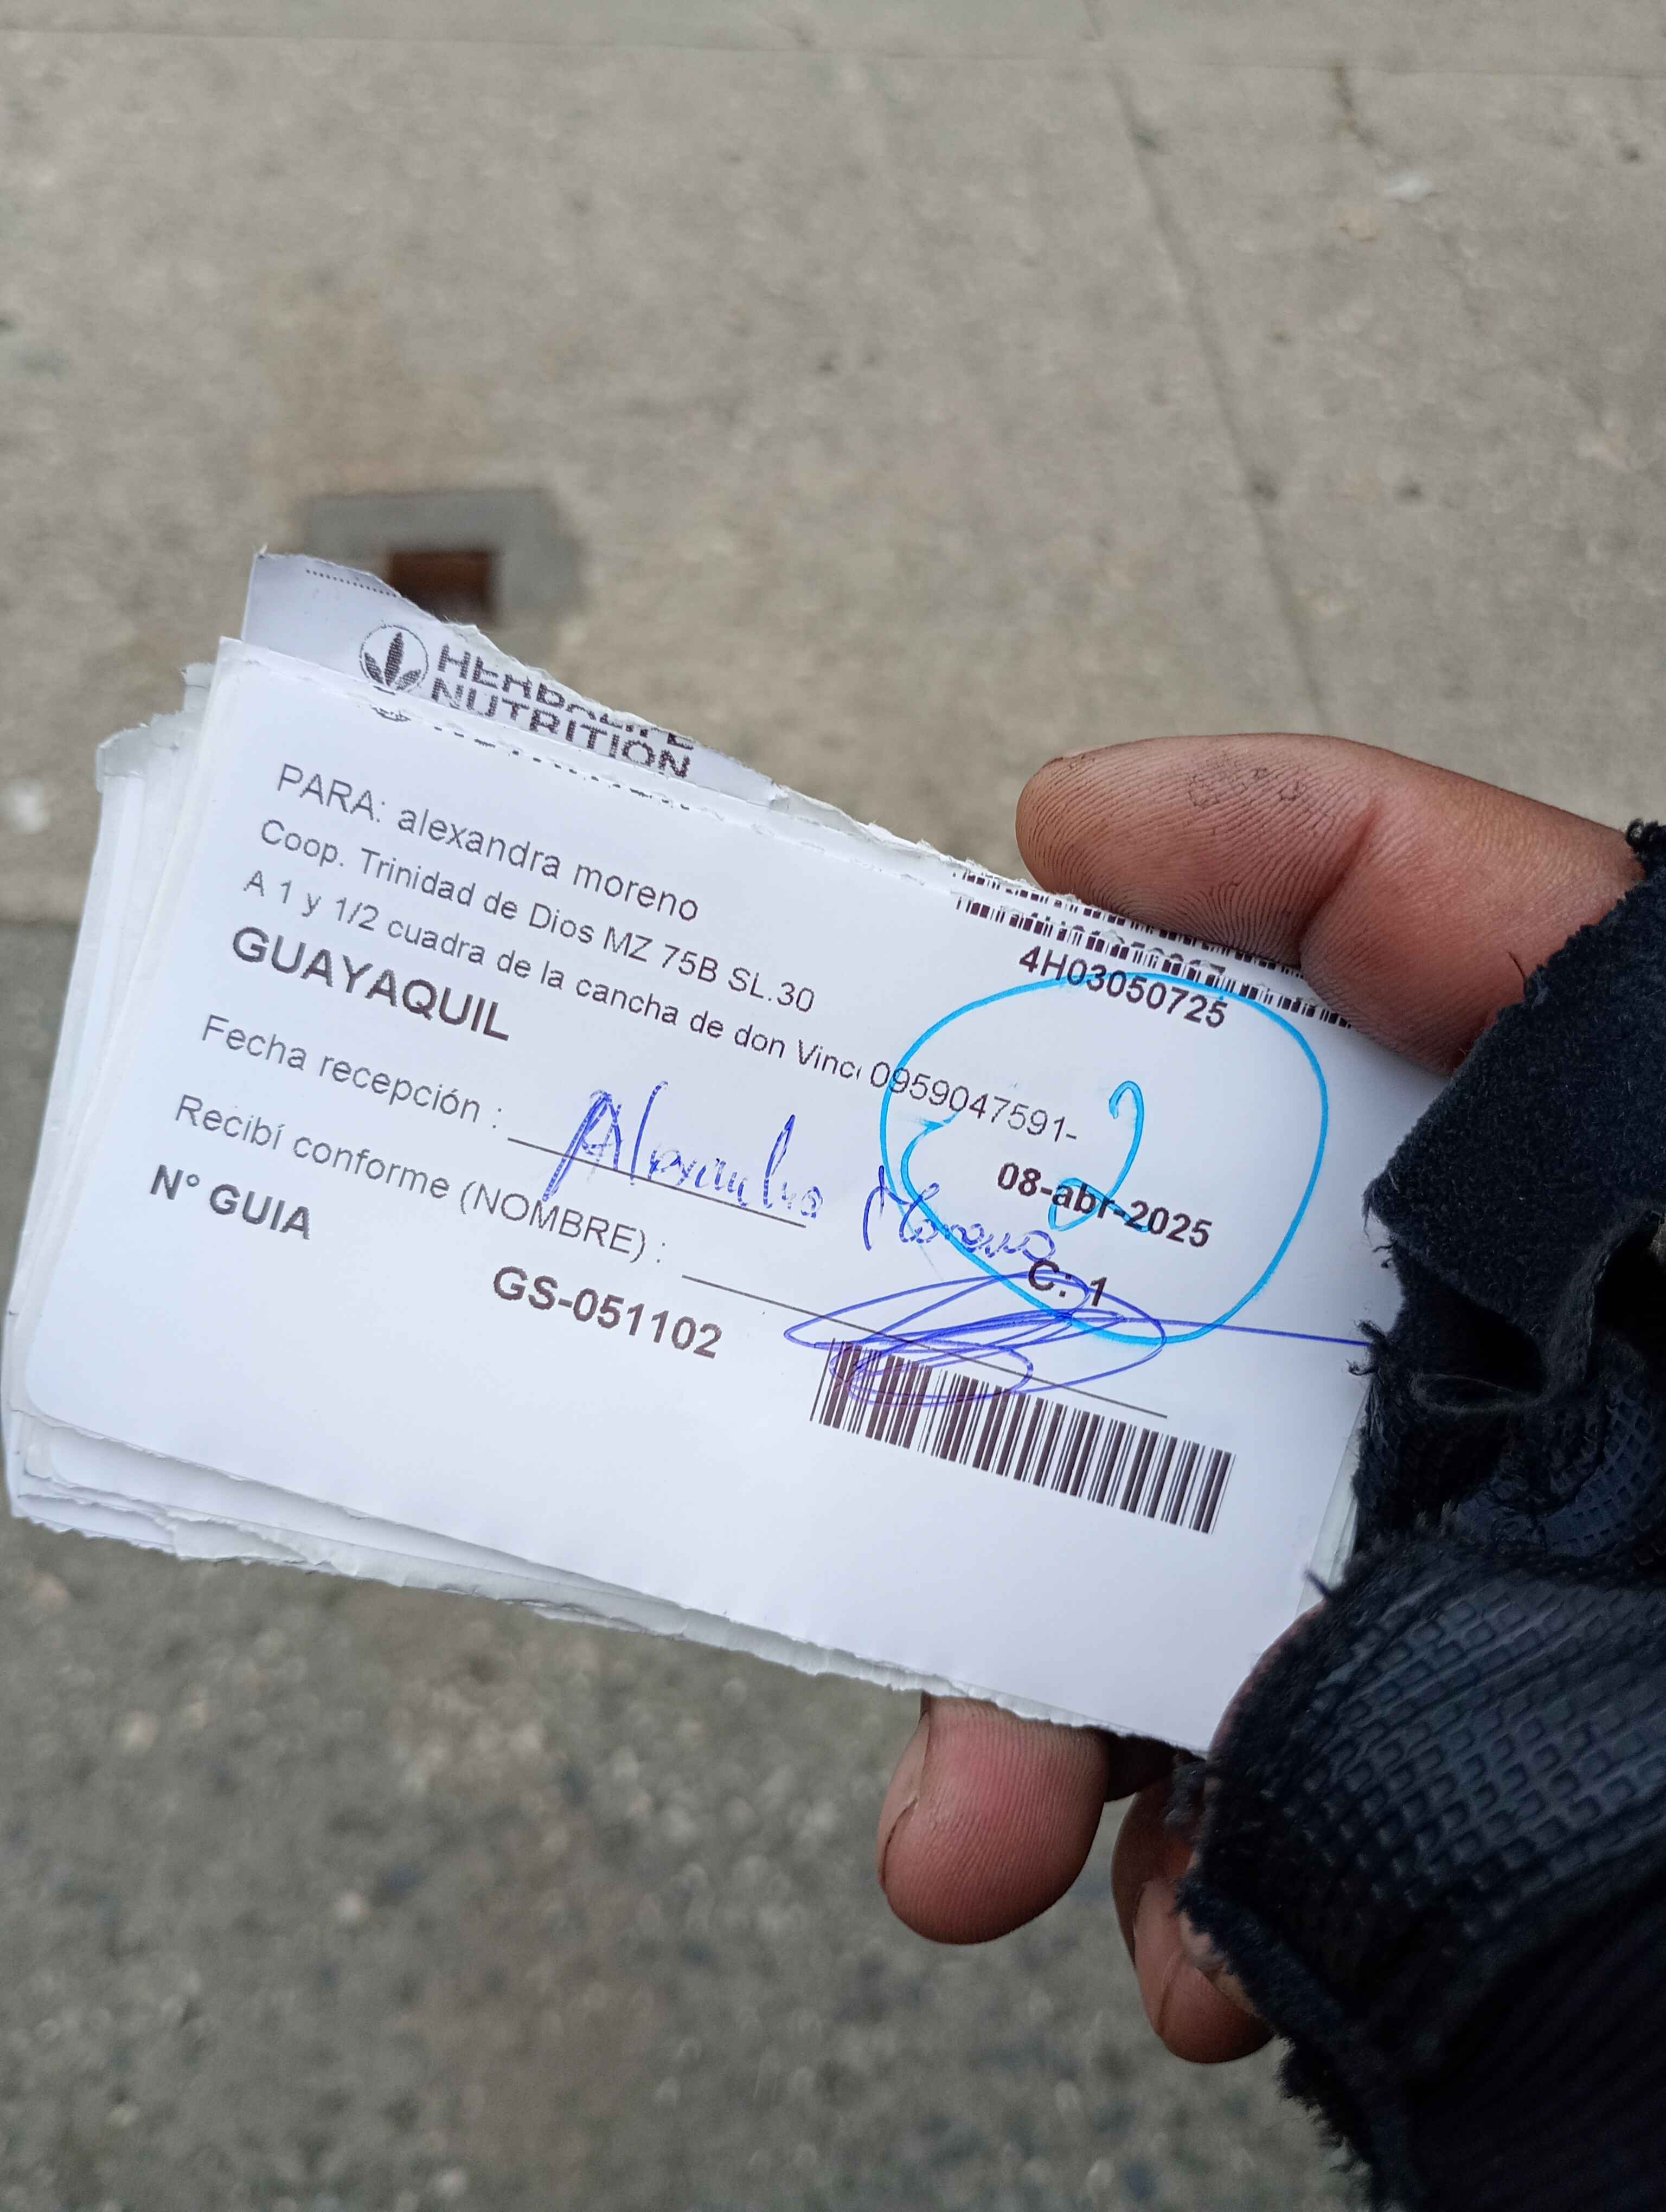 HERBALIFE
NUTRITION
PARA: alexandra moreno
4H03050725
Coop. Trinidad de Dios MZ 75B SL.30
A 1 y 1/2 cuadra de la cancha de don Vinc 0959047591-
GUAYAQUIL
2
08-abr-2025
Fecha recepción :
Alexandra Moreno
C: 1
Recibí conforme (NOMBRE) :
N° GUIA
GS-051102